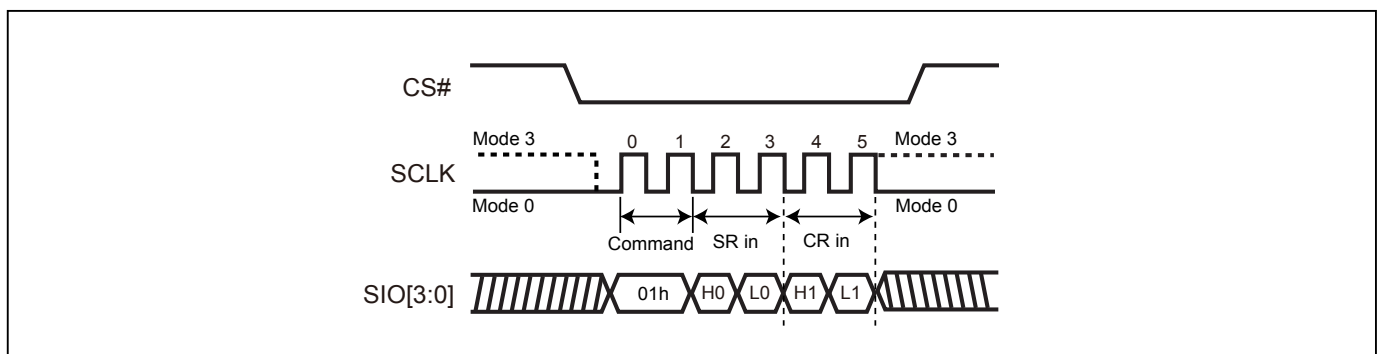 CS#
Mode 3 0 1 2 3 4 5 Mode 3
SCLK
Mode 0 Mode 0
Command SR in CR in
SIO[3:0] 01h H0 L0 H1 L1